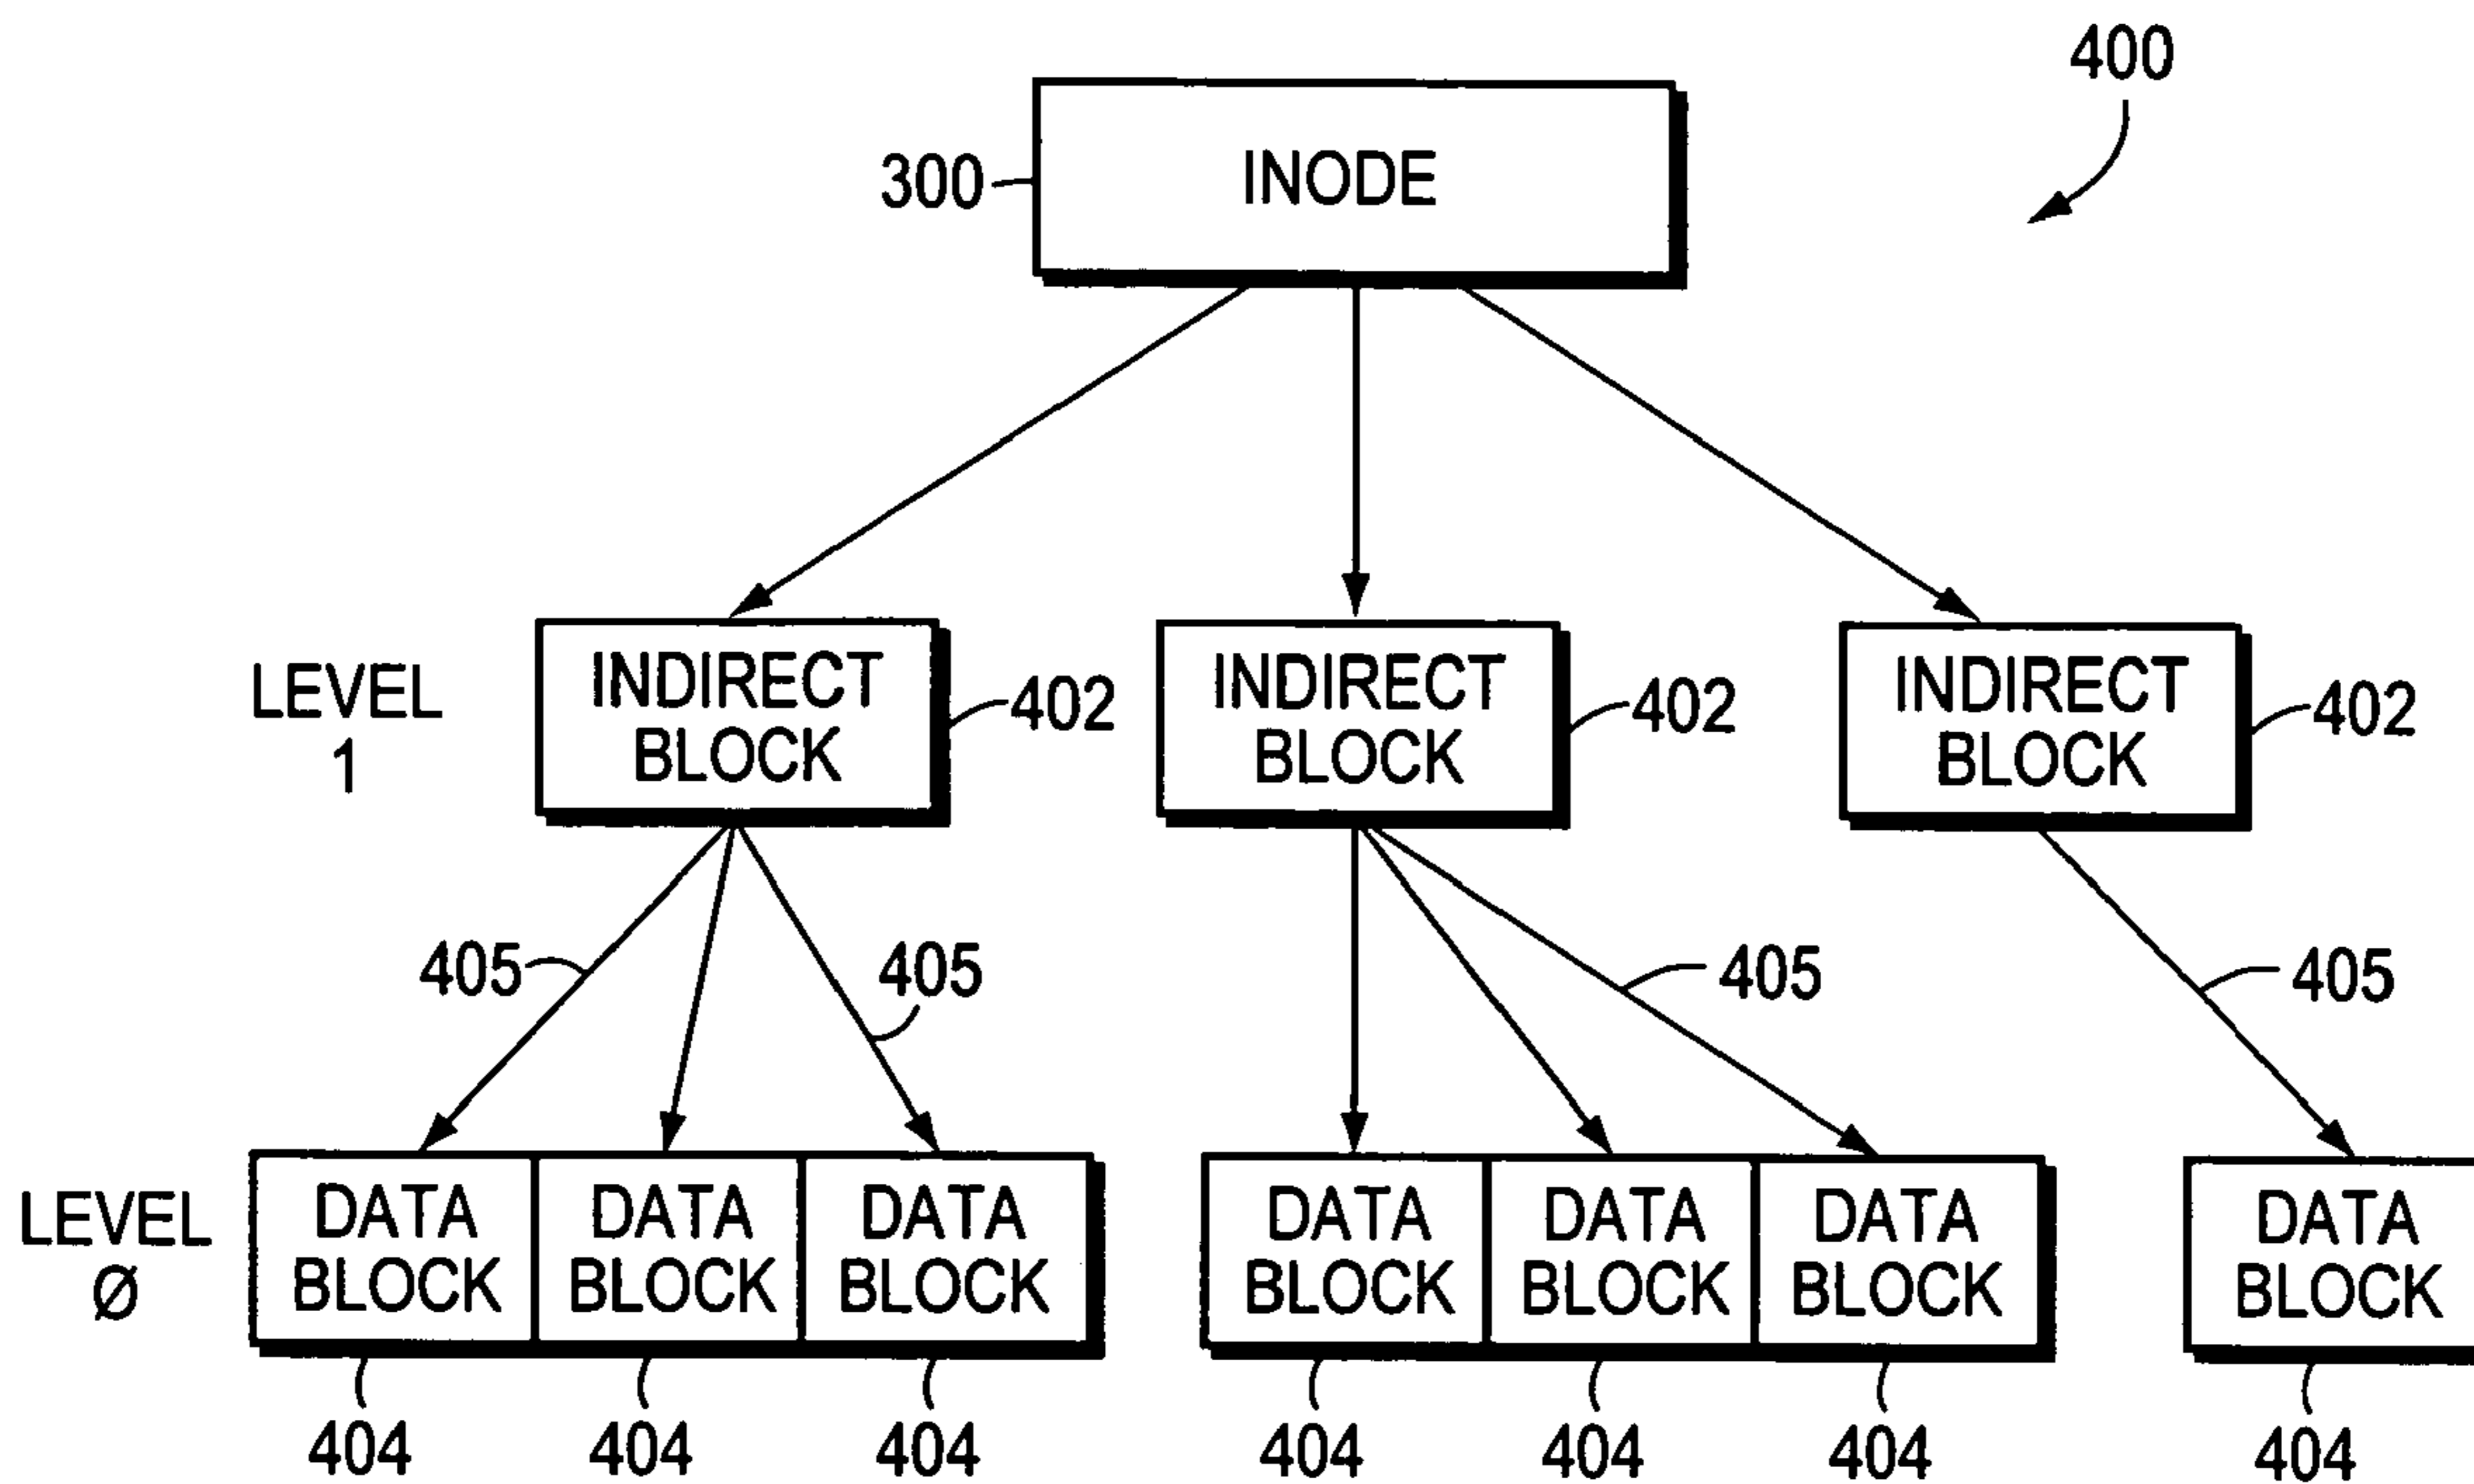 400
300
INODE
LEVEL
1
INDIRECT
BLOCK
402
INDIRECT
BLOCK
402
INDIRECT
BLOCK
402
405
405
405
405
LEVEL
Ø
DATA
BLOCK
DATA
BLOCK
DATA
BLOCK
DATA
BLOCK
DATA
BLOCK
DATA
BLOCK
DATA
BLOCK
404
404
404
404
404
404
404